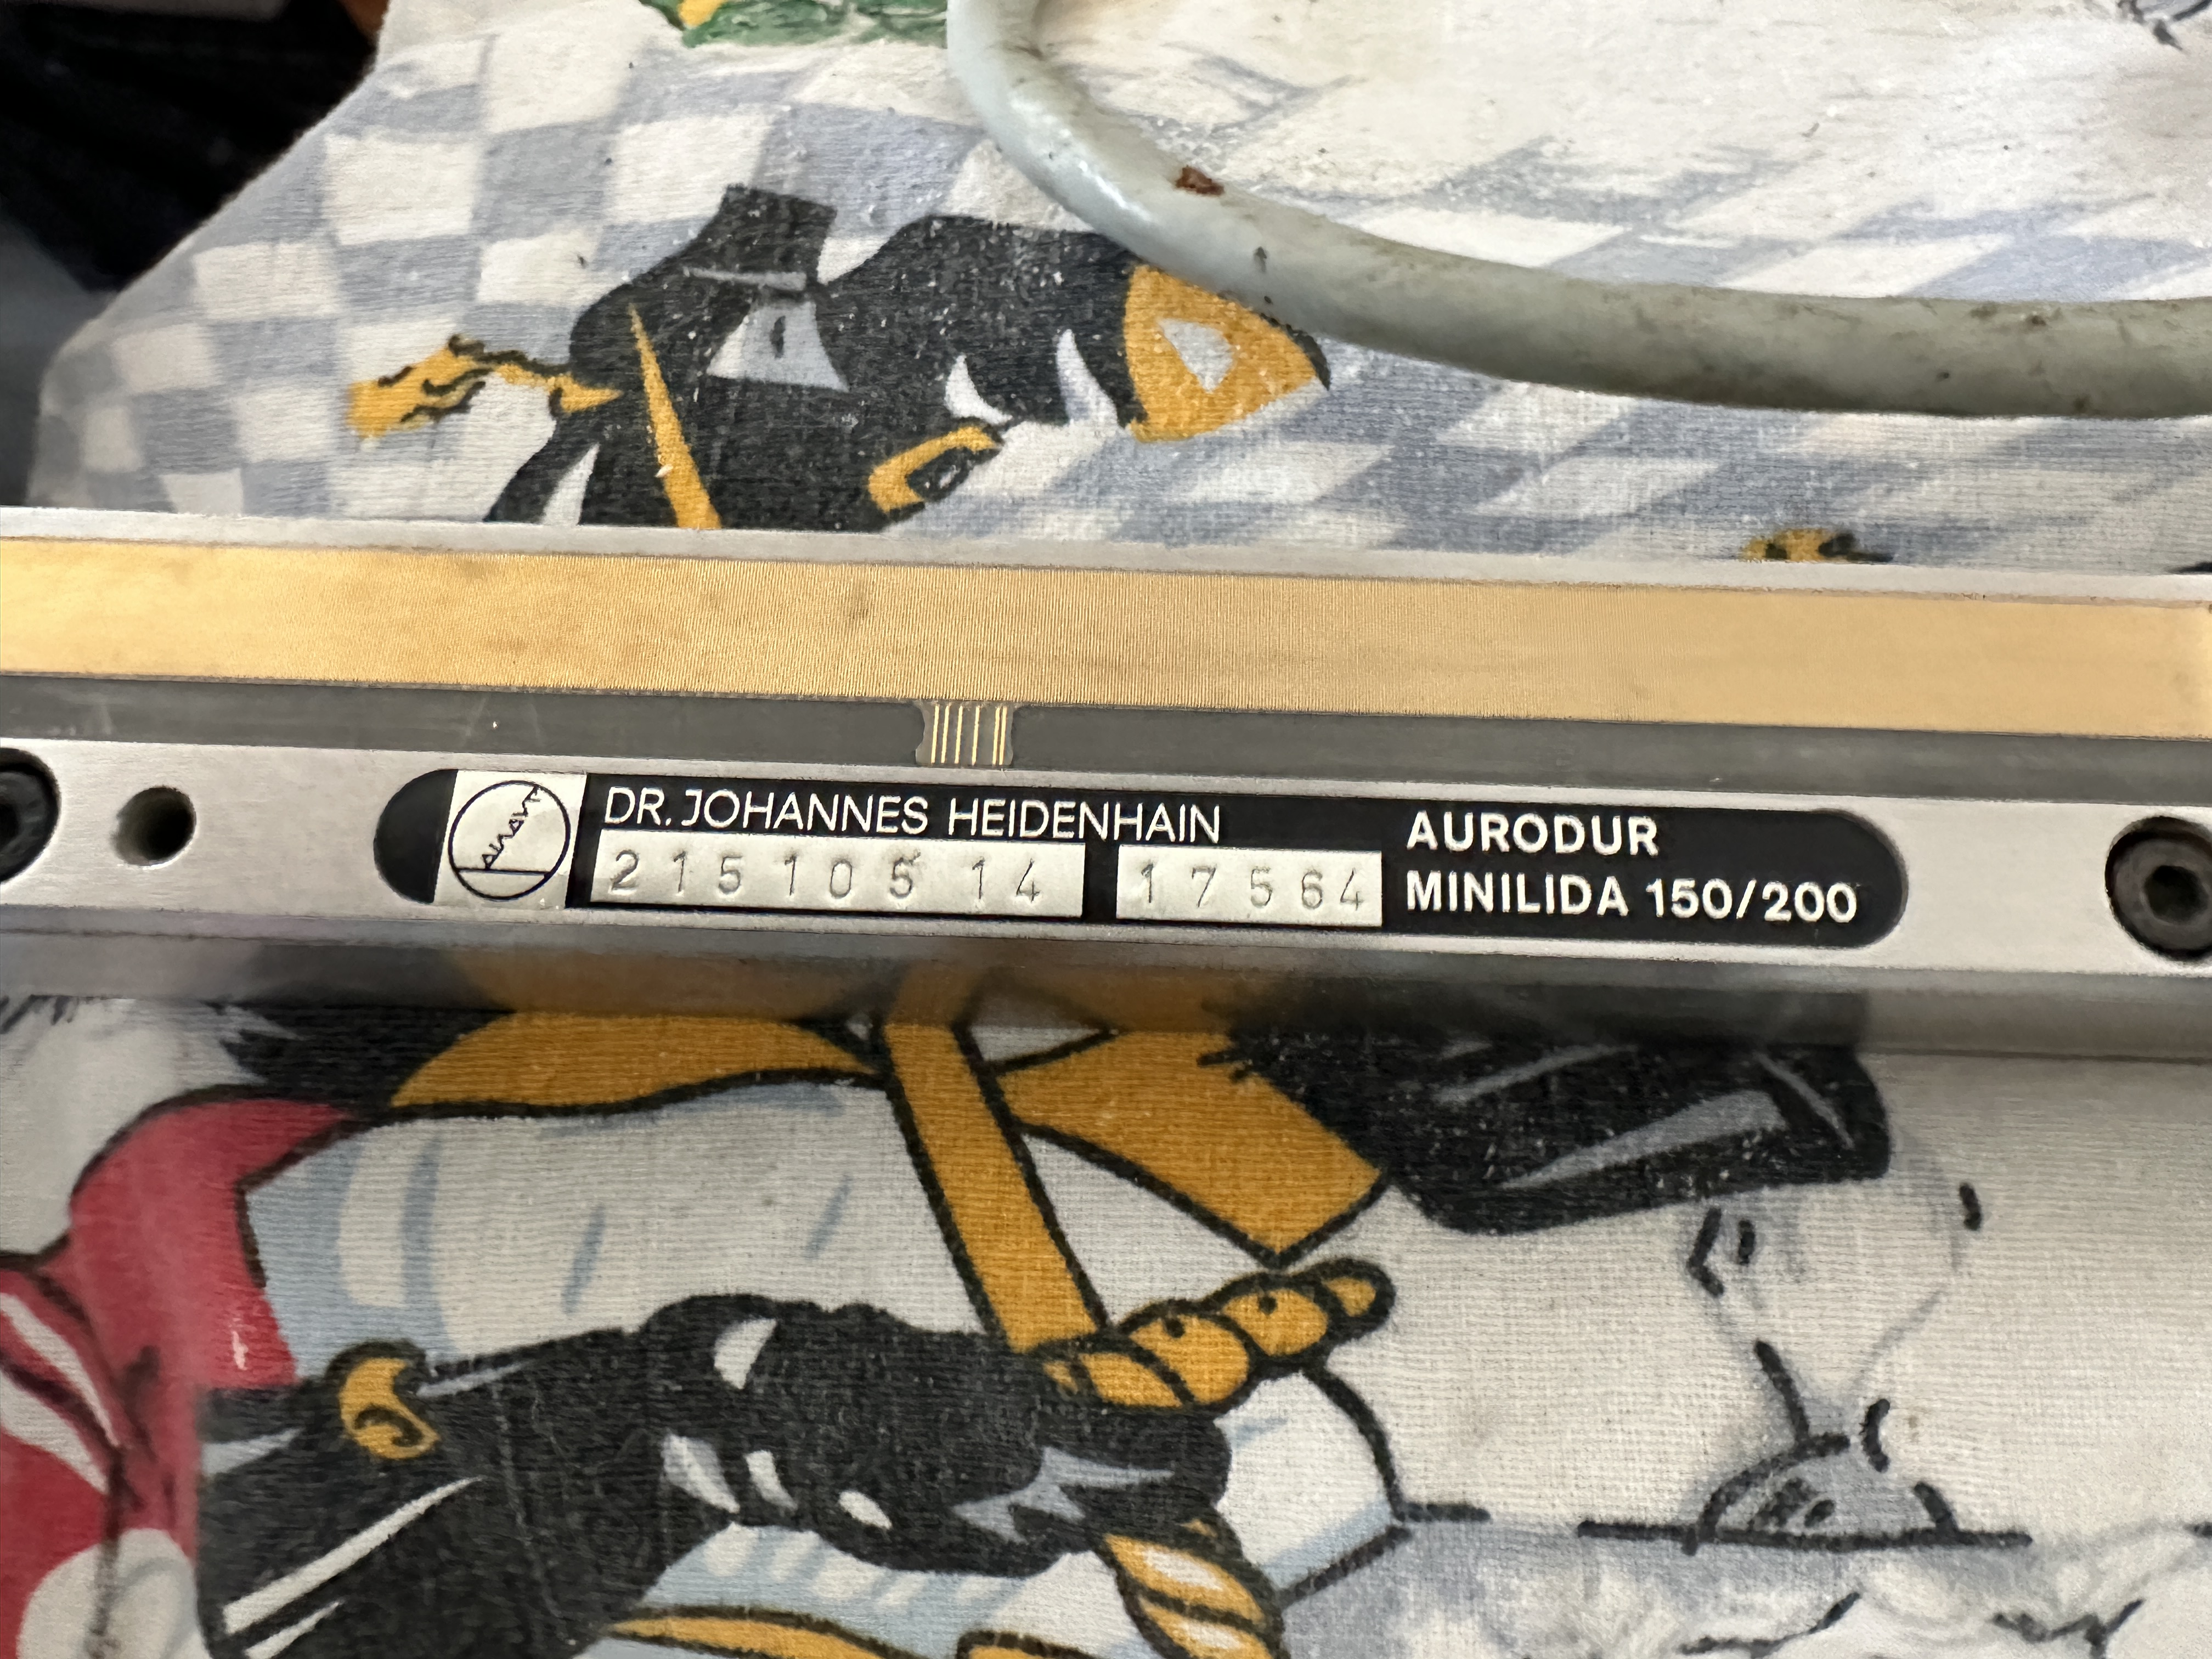 DR. JOHANNES HEIDENHAIN
215105 14 17564
AURODUR
MINILIDA 150/200